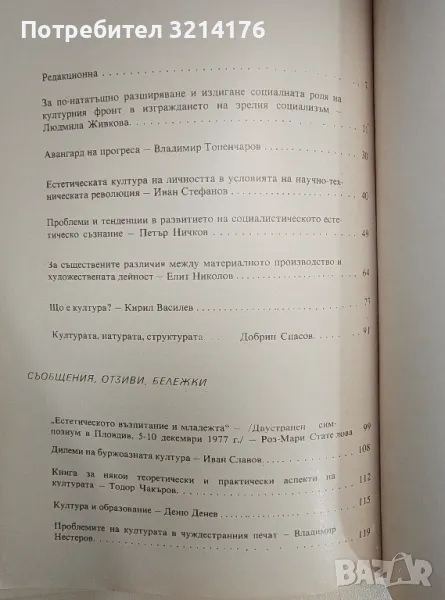 Потребител 3214176
Редакционна
За по-нататъшно разширяване и издигане социалната роля на
културния фронт в изграждането на зрелия социализъм —
Людмила Живкова.
Авангард на прогреса — Владимир Топенчаров 30
Естетическата култура на личността в условията на научно-тех-
ническата революция — Иван Стефанов 40
Проблеми и тенденции в развитието на социалистическото есте-
тическо съзнание — Петър Ничков 49
За съществените различия между материалното производство и
художествената дейност — Елит Николов 64
Що е култура? — Кирил Василев 77
Културата, натурата, структурата Добрин Спасов 91
СЪОБЩЕНИЯ, ОТЗИВИ, БЕЛЕЖКИ
„Естетическото възпитание и младежта" — /Двустранен сим-
позиум в Пловдив, 5-10 декември 1977 г./ — Роз-Мари Стателова 99
Дилеми на буржоазната култура — Иван Славов 108
Книга за някои теоретически и практически аспекти на
културата — Тодор Чакъров 112
Култура и образование — Деню Денев 115
Проблемите на културата в чуждестранния печат — Владимир
Нестеров 119
BAZAR